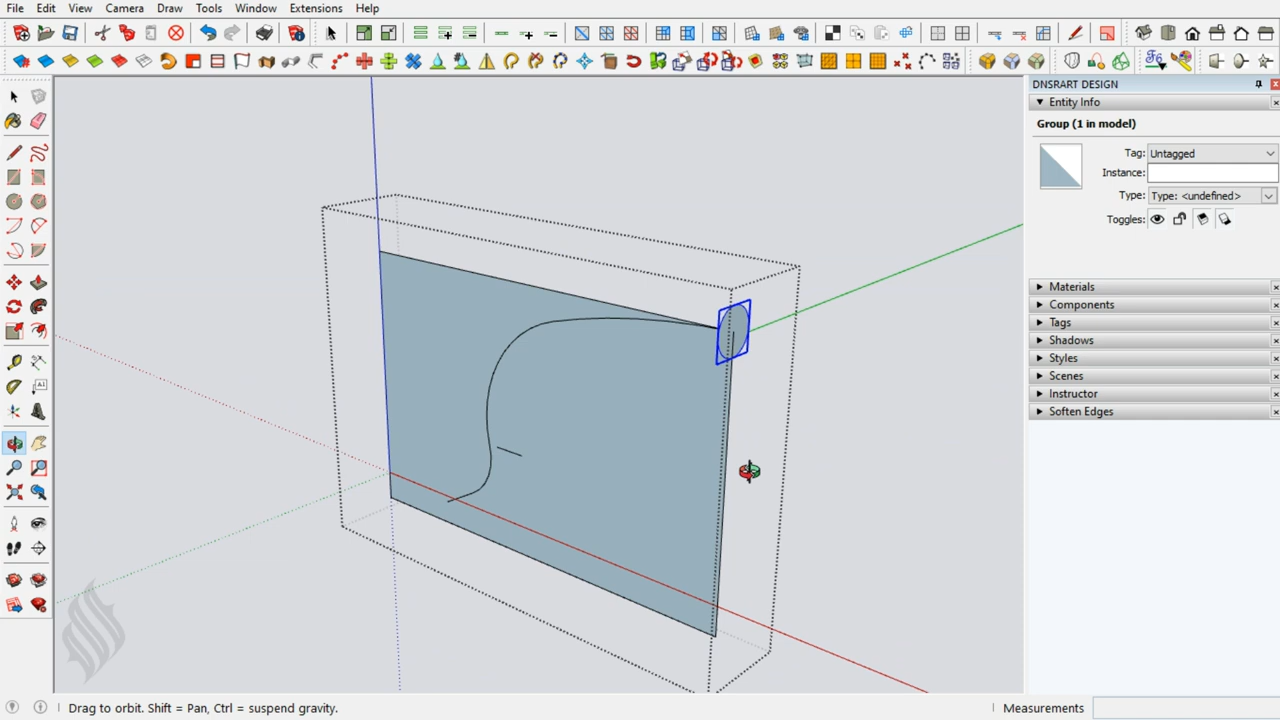 File Edit View Camera Draw Tools Window Extensions Help
DNSRART DESIGN
Entity Info
Group (1 in model)
Tag: Untagged
Instance:
Type: Type: <undefined>
Toggles:
Materials
Components
Tags
Shadows
Styles
Scenes
Instructor
Soften Edges
Drag to orbit. Shift = Pan, Ctrl = suspend gravity.
Measurements